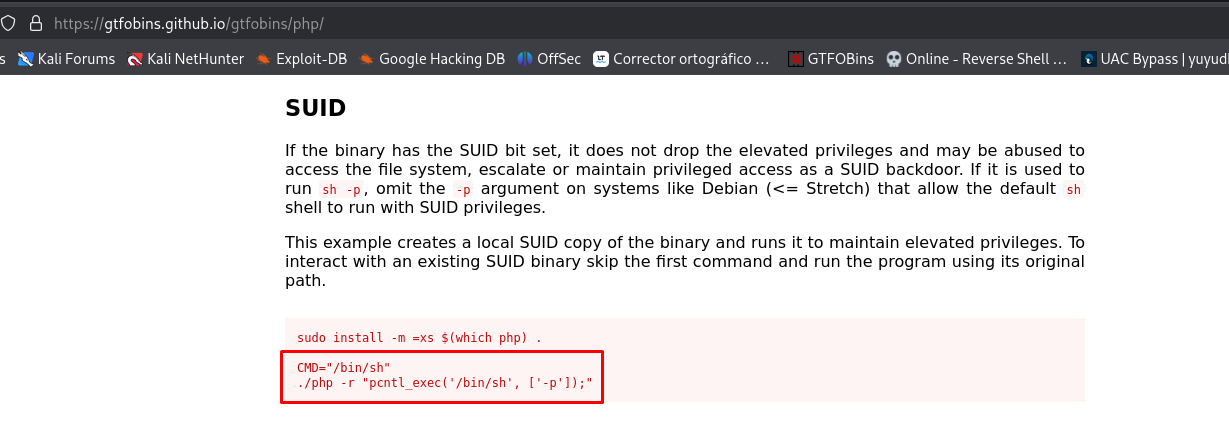 https://gtfobins.github.io/gtfobins/php/
s Kali Forums Kali NetHunter Exploit-DB Google Hacking DB OffSec LT Corrector ortográfico ... GTFOBins Online - Reverse Shell ... UAC Bypass | yuyudl
SUID
If the binary has the SUID bit set, it does not drop the elevated privileges and may be abused to
access the file system, escalate or maintain privileged access as a SUID backdoor. If it is used to
run sh -p, omit the -p argument on systems like Debian (<= Stretch) that allow the default sh
shell to run with SUID privileges.
This example creates a local SUID copy of the binary and runs it to maintain elevated privileges. To
interact with an existing SUID binary skip the first command and run the program using its original
path.
sudo install -m =xs $(which php) .
CMD="/bin/sh"
./php -r "pcntl_exec('/bin/sh', ['-p']);"